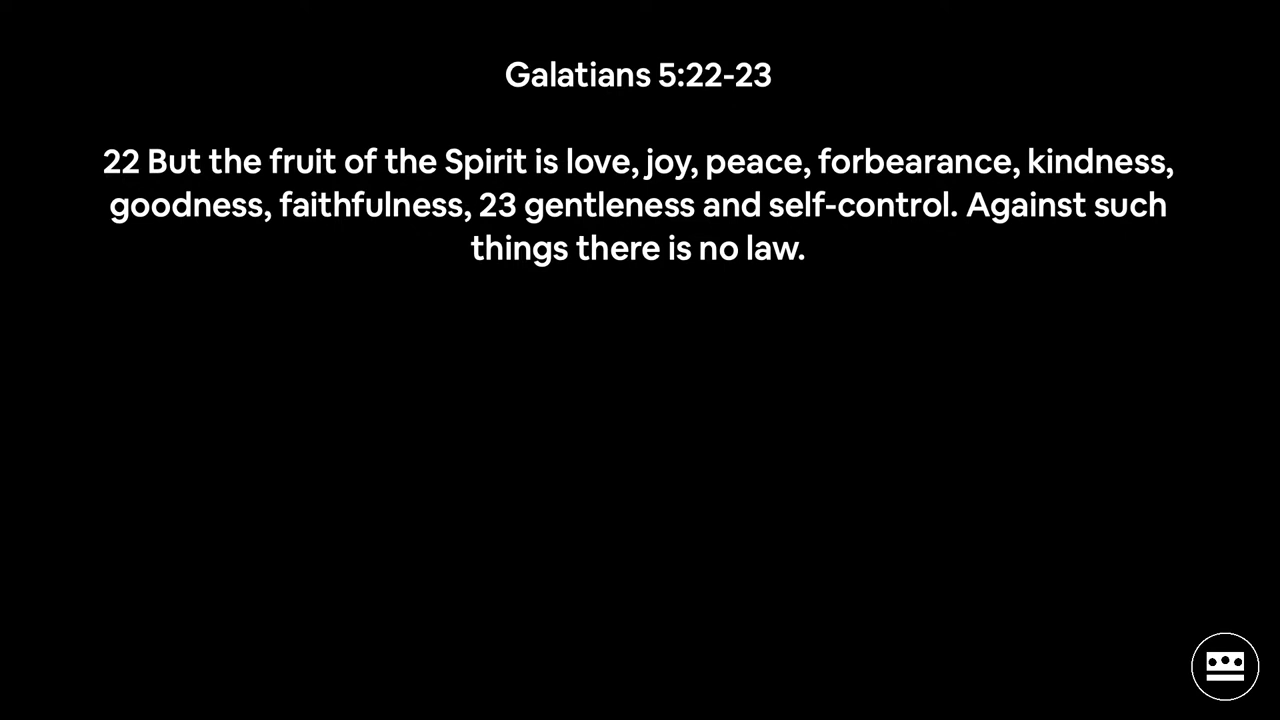 Galatians 5:22-23
22 But the fruit of the Spirit is love, joy, peace, forbearance, kindness,
goodness, faithfulness, 23 gentleness and self-control. Against such
things there is no law.